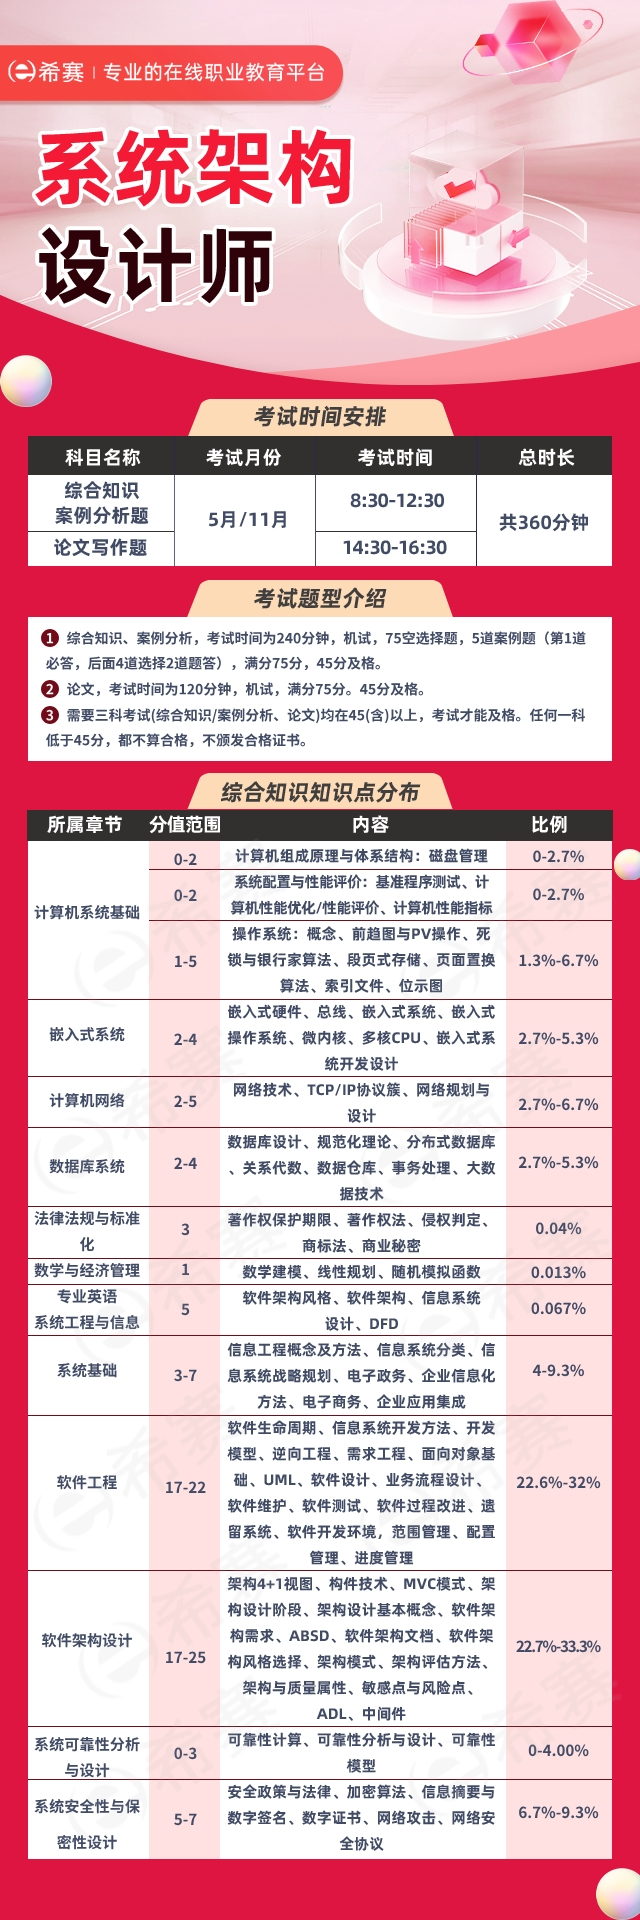 希赛 | 专业的在线职业教育平台
系统架构
设计师
考试时间安排
科目名称 考试月份 考试时间 总时长
综合知识
案例分析题
8:30-12:30
5月/11月
共360分钟
论文写作题
14:30-16:30
考试题型介绍
1 综合知识、案例分析，考试时间为240分钟，机试，75空选择题，5道案例题（第1道
必答，后面4道选择2道题答），满分75分，45分及格。
2 论文，考试时间为120分钟，机试，满分75分。45分及格。
3 需要三科考试(综合知识/案例分析、论文)均在45(含)以上，考试才能及格。任何一科
低于45分，都不算合格，不颁发合格证书。
综合知识知识点分布
所属章节 分值范围 内容 比例
计算机系统基础
0-2 计算机组成原理与体系结构：磁盘管理 0-2.7%
0-2 系统配置与性能评价：基准程序测试、计
算机性能优化/性能评价、计算机性能指标 0-2.7%
1-5 操作系统：概念、前趋图与PV操作、死
锁与银行家算法、段页式存储、页面置换
算法、索引文件、位示图 1.3%-6.7%
嵌入式系统 2-4 嵌入式硬件、总线、嵌入式系统、嵌入式
操作系统、微内核、多核CPU、嵌入式系
统开发设计 2.7%-5.3%
计算机网络 2-5 网络技术、TCP/IP协议簇、网络规划与
设计 2.7%-6.7%
数据库系统 2-4 数据库设计、规范化理论、分布式数据库
、关系代数、数据仓库、事务处理、大数
据技术 2.7%-5.3%
法律法规与标准
化 3 著作权保护期限、著作权法、侵权判定、
商标法、商业秘密 0.04%
数学与经济管理 1 数学建模、线性规划、随机模拟函数 0.013%
专业英语
系统工程与信息 5 软件架构风格、软件架构、信息系统
设计、DFD 0.067%
系统基础 3-7 信息工程概念及方法、信息系统分类、信
息系统战略规划、电子政务、企业信息化
方法、电子商务、企业应用集成 4-9.3%
软件工程 17-22 软件生命周期、信息系统开发方法、开发
模型、逆向工程、需求工程、面向对象基
础、UML、软件设计、业务流程设计、
软件维护、软件测试、软件过程改进、遗
留系统、软件开发环境，范围管理、配置
管理、进度管理 22.6%-32%
软件架构设计 17-25 架构4+1视图、构件技术、MVC模式、架
构设计阶段、架构设计基本概念、软件架
构需求、ABSD、软件架构文档、软件架
构风格选择、架构模式、架构评估方法、
架构与质量属性、敏感点与风险点、
ADL、中间件 22.7%-33.3%
系统可靠性分析
与设计 0-3 可靠性计算、可靠性分析与设计、可靠性
模型 0-4.00%
系统安全性与保
密性设计 5-7 安全政策与法律、加密算法、信息摘要与
数字签名、数字证书、网络攻击、网络安
全协议 6.7%-9.3%